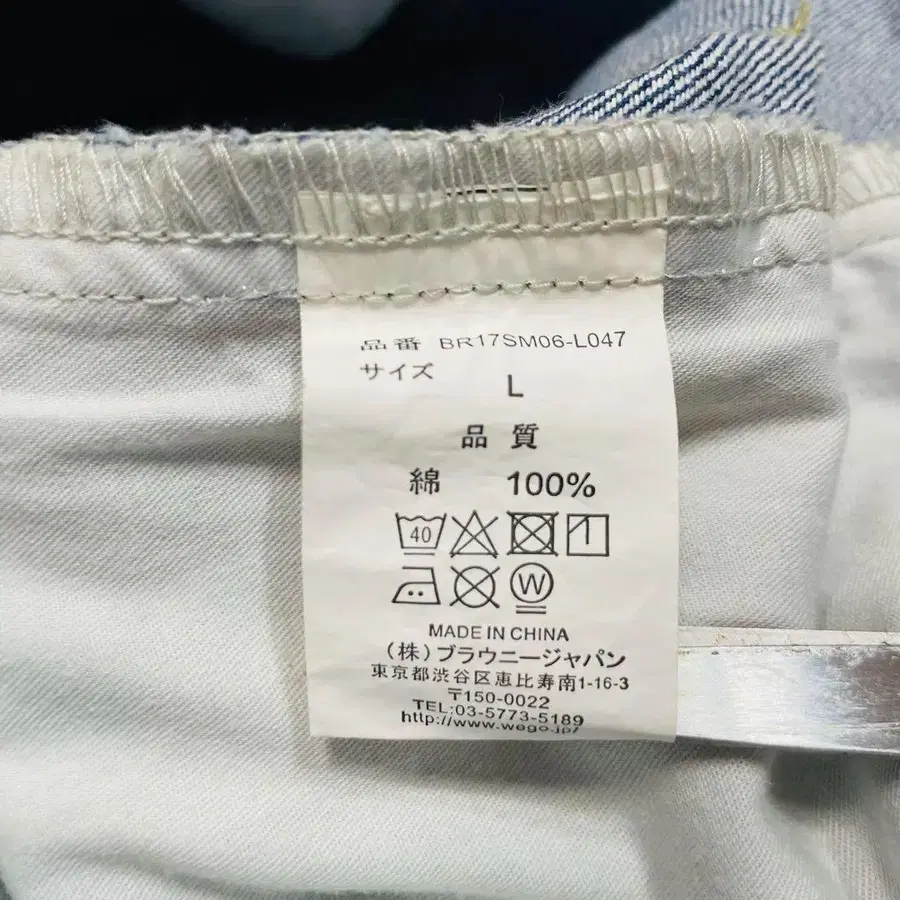 品番 BR17SM06-L047
サイズ L
品質
綿 100%
40
W
MADE IN CHINA
(株)ブラウニージャパン
東京都渋谷区恵比寿南1-16-3
〒150-0022
TEL:03-5773-5189
http://www.wego.jp/